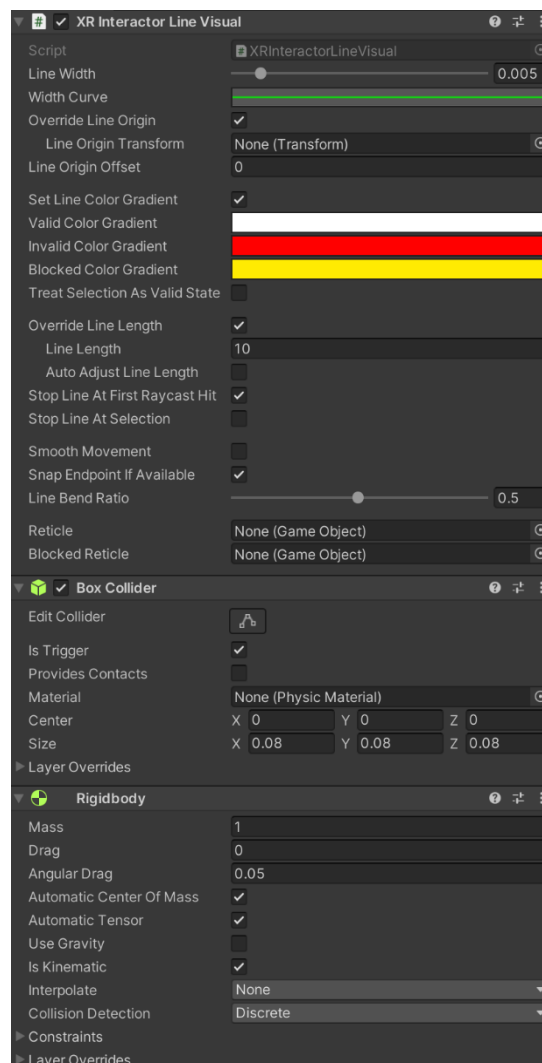 XR Interactor Line Visual
Script XRInteractorLineVisual
Line Width 0.005
Width Curve
Override Line Origin
Line Origin Transform None (Transform)
Line Origin Offset 0
Set Line Color Gradient
Valid Color Gradient
Invalid Color Gradient
Blocked Color Gradient
Treat Selection As Valid State
Override Line Length
Line Length 10
Auto Adjust Line Length
Stop Line At First Raycast Hit
Stop Line At Selection
Smooth Movement
Snap Endpoint If Available
Line Bend Ratio 0.5
Reticle None (Game Object)
Blocked Reticle None (Game Object)
Box Collider
Edit Collider
Is Trigger
Provides Contacts
Material None (Physic Material)
Center X 0 Y 0 Z 0
Size X 0.08 Y 0.08 Z 0.08
Layer Overrides
Rigidbody
Mass 1
Drag 0
Angular Drag 0.05
Automatic Center Of Mass
Automatic Tensor
Use Gravity
Is Kinematic
Interpolate None
Collision Detection Discrete
Constraints
Layer Overrides